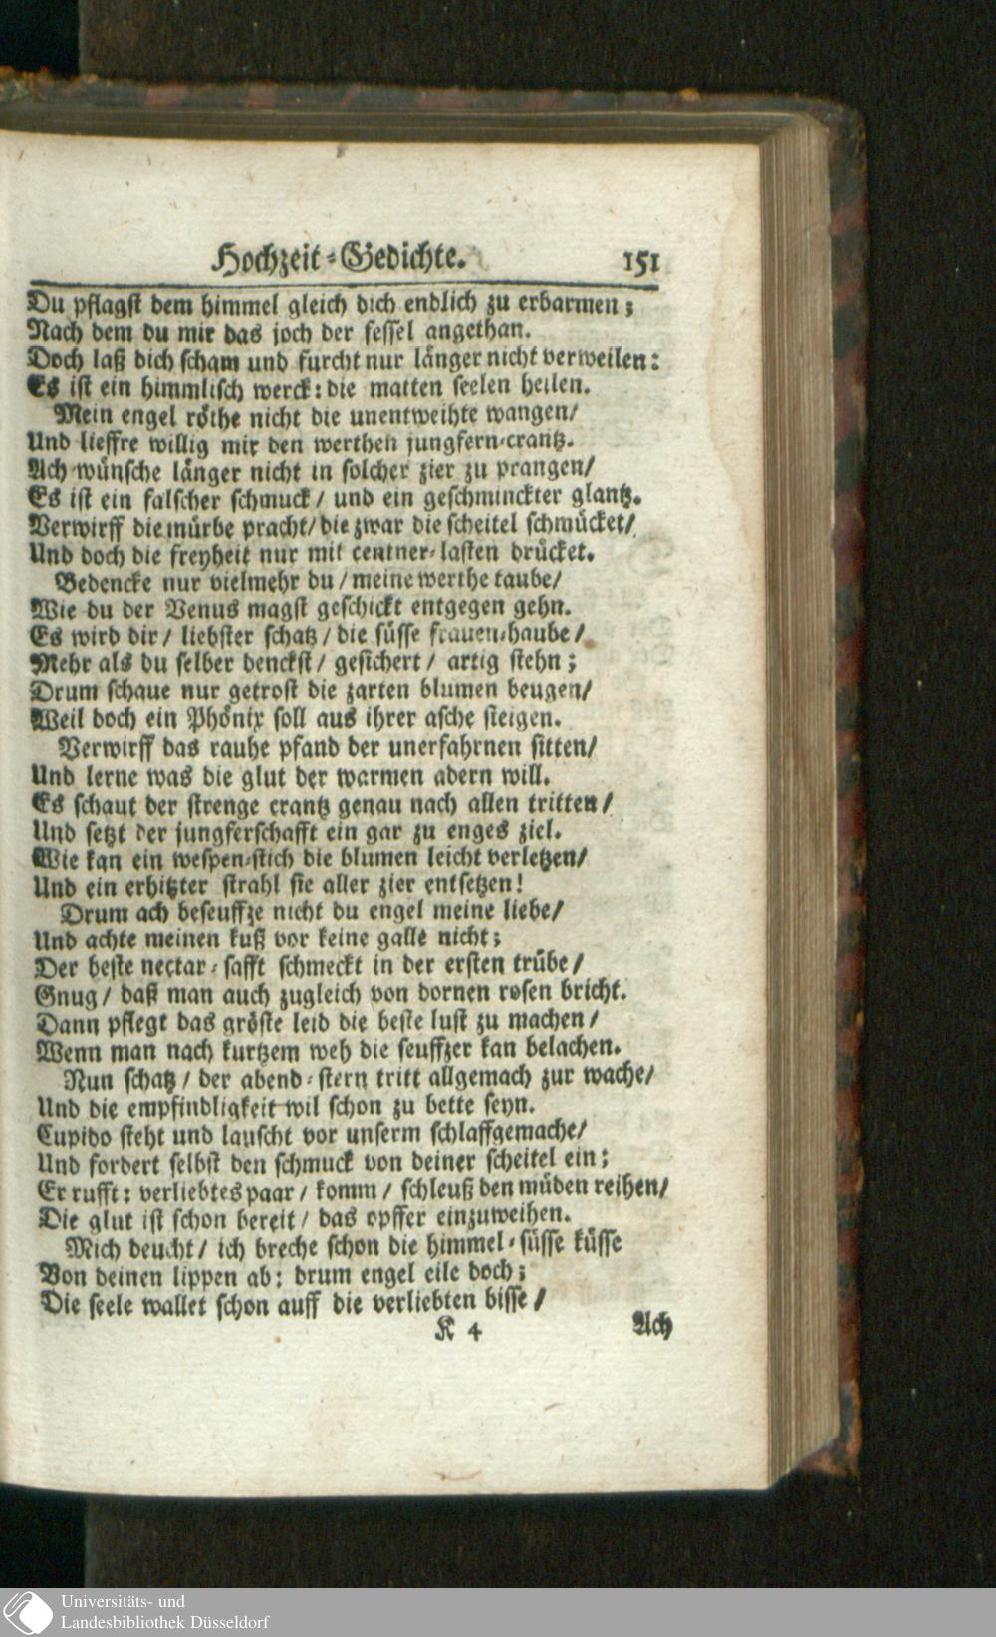 Hochzeit-Gedichte. 151
Du pflagst dem himmel gleich dich endlich zu erbarmen;
Nach dem du mir das joch der fessel angethan.
Doch laß dich scham und furcht nur länger nicht verweilen:
Es ist ein himmlisch werck: die matten seelen heilen.
Mein engel röthe nicht die unentweihte wangen/
Und lieffre willig mir den werthen jungfern-crantz.
Ach wünsche länger nicht in solcher zier zu prangen/
Es ist ein falscher schmuck/ und ein geschminckter glantz.
Verwirff die mürbe pracht/ die zwar die scheitel schmücket/
Und doch die freyheit nur mit centner-lasten drücket.
Bedencke nur vielmehr du/ meine werthe taube/
Wie du der Venus magst geschickt entgegen gehn.
Es wird dir/ liebster schatz/ die süsse frauen-haube/
Mehr als du selber denckst/ gesichert/ artig stehn;
Drum schaue nur getrost die zarten blumen beugen/
Weil doch ein Phönix soll aus ihrer asche steigen.
Verwirff das rauhe pfand der unerfahrnen sitten/
Und lerne was die glut der warmen adern will.
Es schaut der strenge crantz genau nach allen tritten/
Und setzt der jungferschafft ein gar zu enges ziel.
Wie kan ein wespen-stich die blumen leicht verletzen/
Und ein erhitzter strahl sie aller zier entsetzen!
Drum ach beseuffze nicht du engel meine liebe/
Und achte meinen kuß vor keine galle nicht;
Der beste nectar-safft schmeckt in der ersten trübe/
Gnug/ daß man auch zugleich von dornen rosen bricht.
Dann pflegt das gröste leid die beste lust zu machen/
Wenn man nach kurtzem weh die seuffzer kan belachen.
Nun schatz/ der abend-stern tritt allgemach zur wache/
Und die empfindligkeit wil schon zu bette seyn.
Cupido steht und lauscht vor unserm schlaffgemache/
Und fordert selbst den schmuck von deiner scheitel ein;
Er rufft: verliebtes paar/ komm/ schleuß den müden reihen/
Die glut ist schon bereit/ das opffer einzuweihen.
Mich deucht/ ich breche schon die himmel-süsse küsse
Von deinen lippen ab: drum engel eile doch;
Die seele wallet schon auff die verliebten bisse/
K 4 Ach
Universitäts- und
Landesbibliothek Düsseldorf